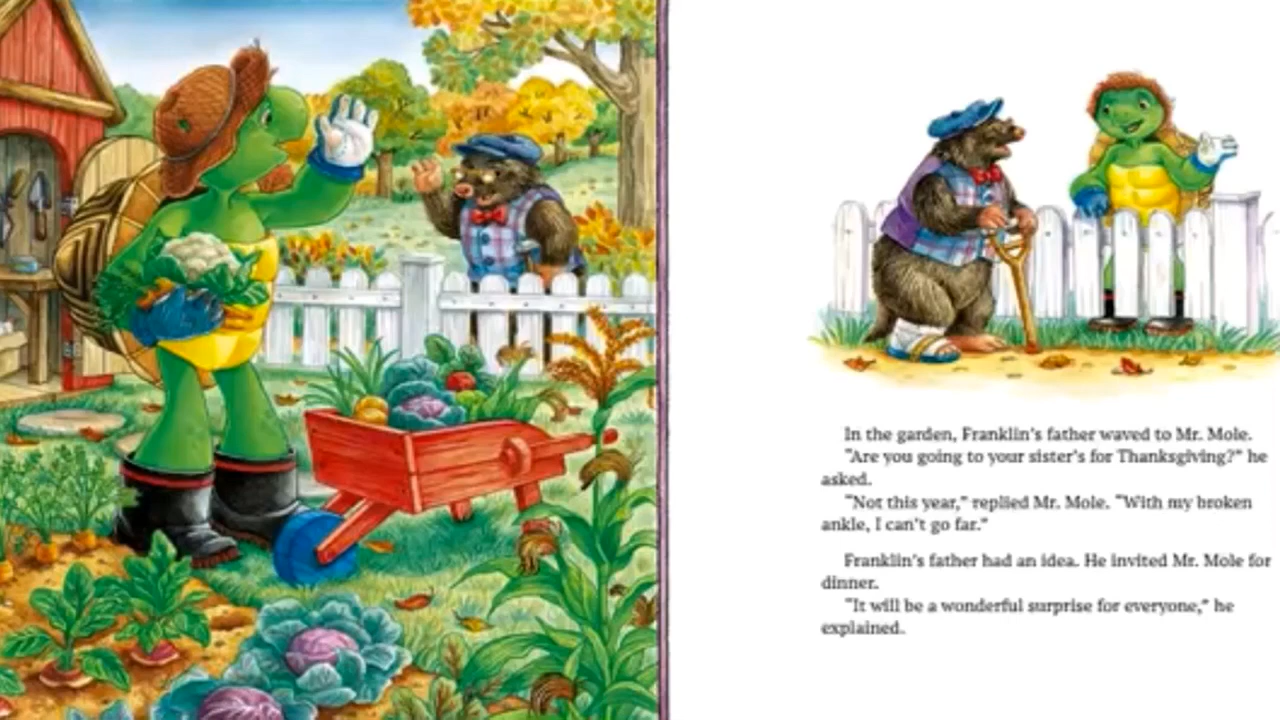 In the garden, Franklin's father waved to Mr. Mole.
"Are you going to your sister's for Thanksgiving?" he
asked.
"Not this year," replied Mr. Mole. "With my broken
ankle, I can't go far."
Franklin's father had an idea. He invited Mr. Mole for
dinner.
"It will be a wonderful surprise for everyone," he
explained.